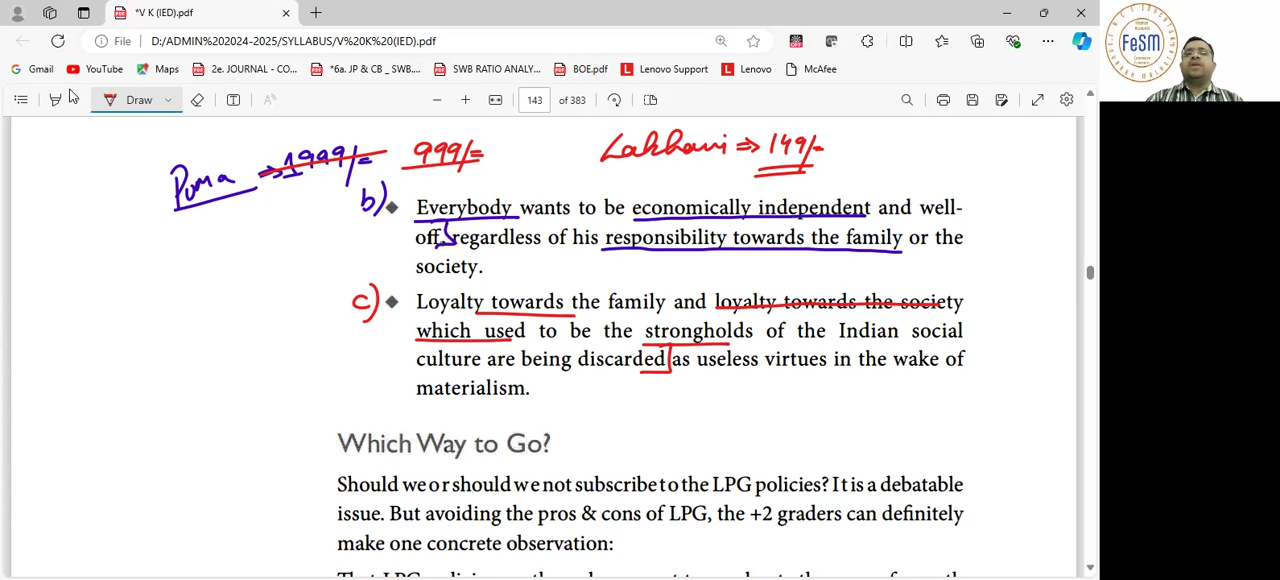 *V K (IED).pdf
File
D:/ADMIN%202024-2025/SYLLABUS/V%20K%20(IED).pdf
Gmail
YouTube
Maps
2e. JOURNAL - CO...
*6a. JP & CB _ SWB....
SWB RATIO ANALY...
BOE.pdf
Lenovo Support
Lenovo
McAfee
Draw
143
of 383
FeSM
Puma ⇒ 1999/= 999/= Lakhani ⇒ 149/-
b) ◆ Everybody wants to be economically independent and well-
off, regardless of his responsibility towards the family or the
society.
c) ◆ Loyalty towards the family and loyalty towards the society
which used to be the strongholds of the Indian social
culture are being discarded as useless virtues in the wake of
materialism.
Which Way to Go?
Should we or should we not subscribe to the LPG policies? It is a debatable
issue. But avoiding the pros & cons of LPG, the +2 graders can definitely
make one concrete observation: